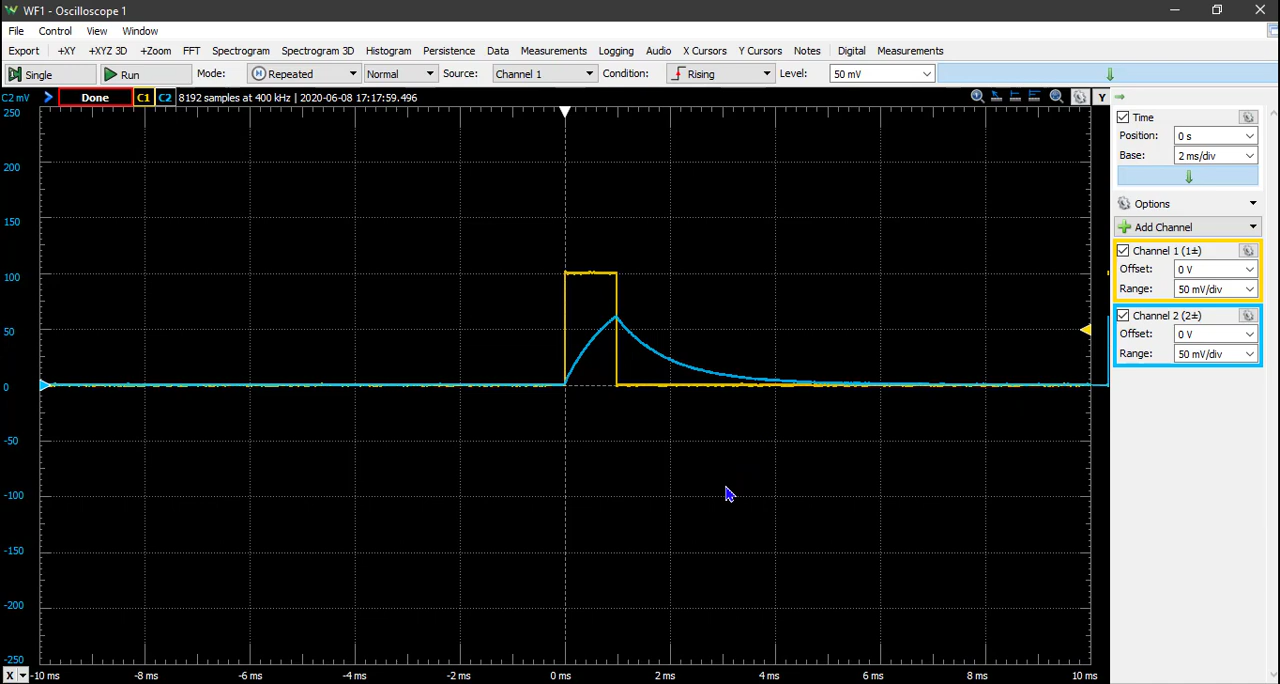 WF1 - Oscilloscope 1
File Control View Window
Export +XY +XYZ 3D +Zoom FFT Spectrogram Spectrogram 3D Histogram Persistence Data Measurements Logging Audio X Cursors Y Cursors Notes Digital Measurements
Single Run Mode: Repeated Normal Source: Channel 1 Condition: Rising Level: 50 mV
C2 mV Done C1 C2 8192 samples at 400 kHz | 2020-06-08 17:17:59.496 Y
250
200
150
100
50
0
-50
-100
-150
-200
-250
X -10 ms -8 ms -6 ms -4 ms -2 ms 0 ms 2 ms 4 ms 6 ms 8 ms 10 ms
Time
Position: 0 s
Base: 2 ms/div
Options
Add Channel
Channel 1 (1±)
Offset: 0 V
Range: 50 mV/div
Channel 2 (2±)
Offset: 0 V
Range: 50 mV/div